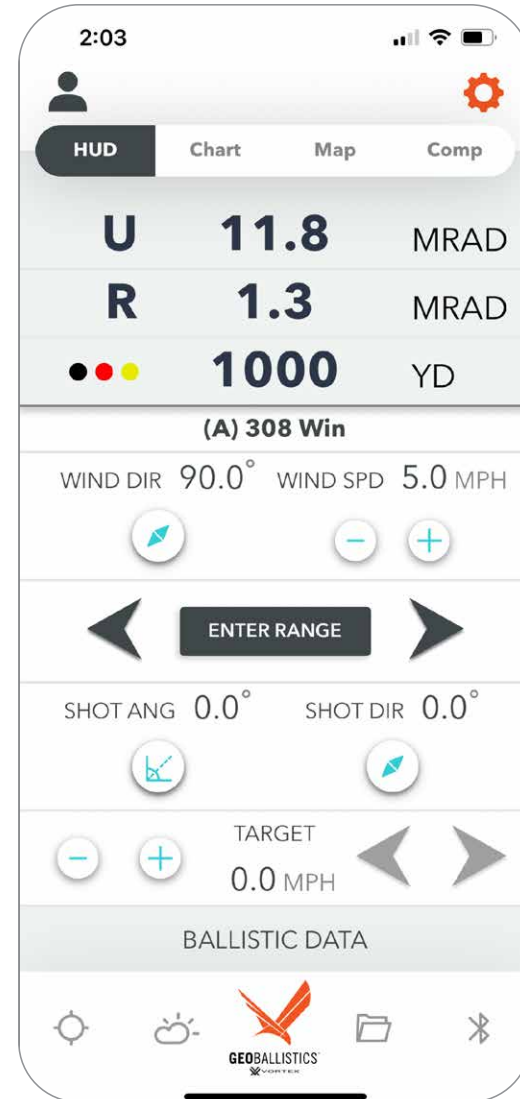 2:03
HUD Chart Map Comp
U 11.8 MRAD
R 1.3 MRAD
1000 YD
(A) 308 Win
WIND DIR 90.0° WIND SPD 5.0 MPH
ENTER RANGE
SHOT ANG 0.0° SHOT DIR 0.0°
TARGET
0.0 MPH
BALLISTIC DATA
GEOBALLISTICS
VORTEX